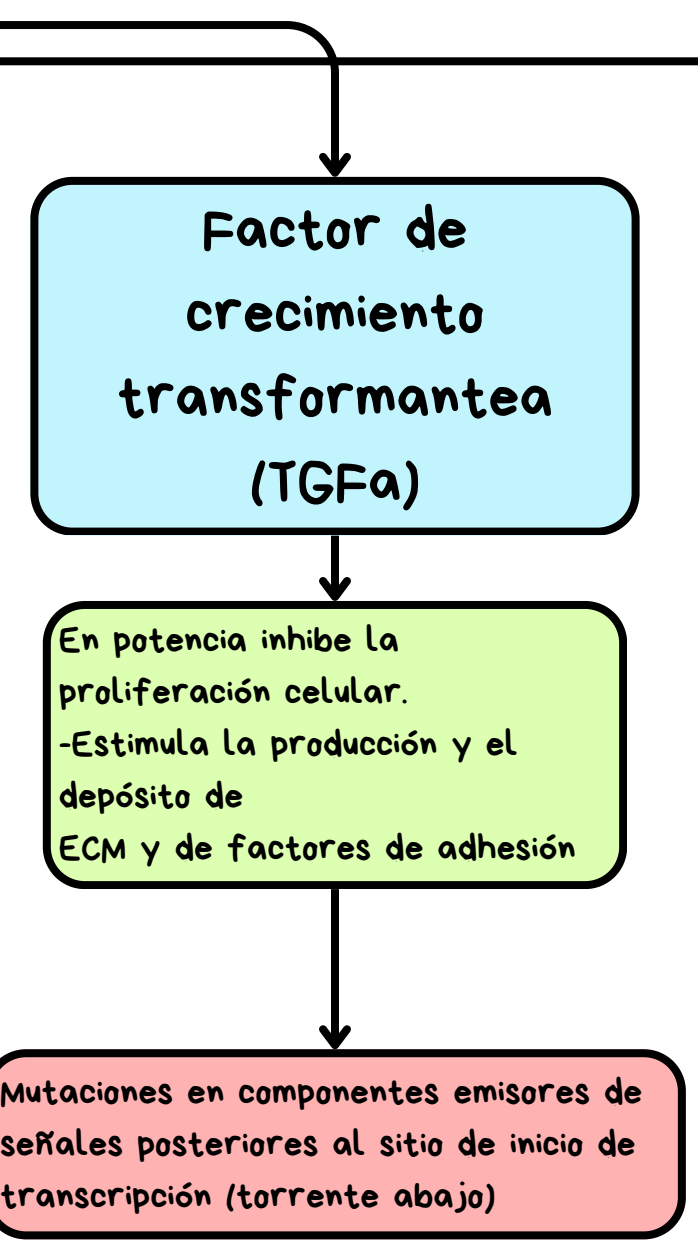 Factor de
crecimiento
transformantea
(TGFa)
En potencia inhibe la
proliferación celular.
-Estimula la producción y el
depósito de
ECM y de factores de adhesión
Mutaciones en componentes emisores de
señales posteriores al sitio de inicio de
transcripción (torrente abajo)